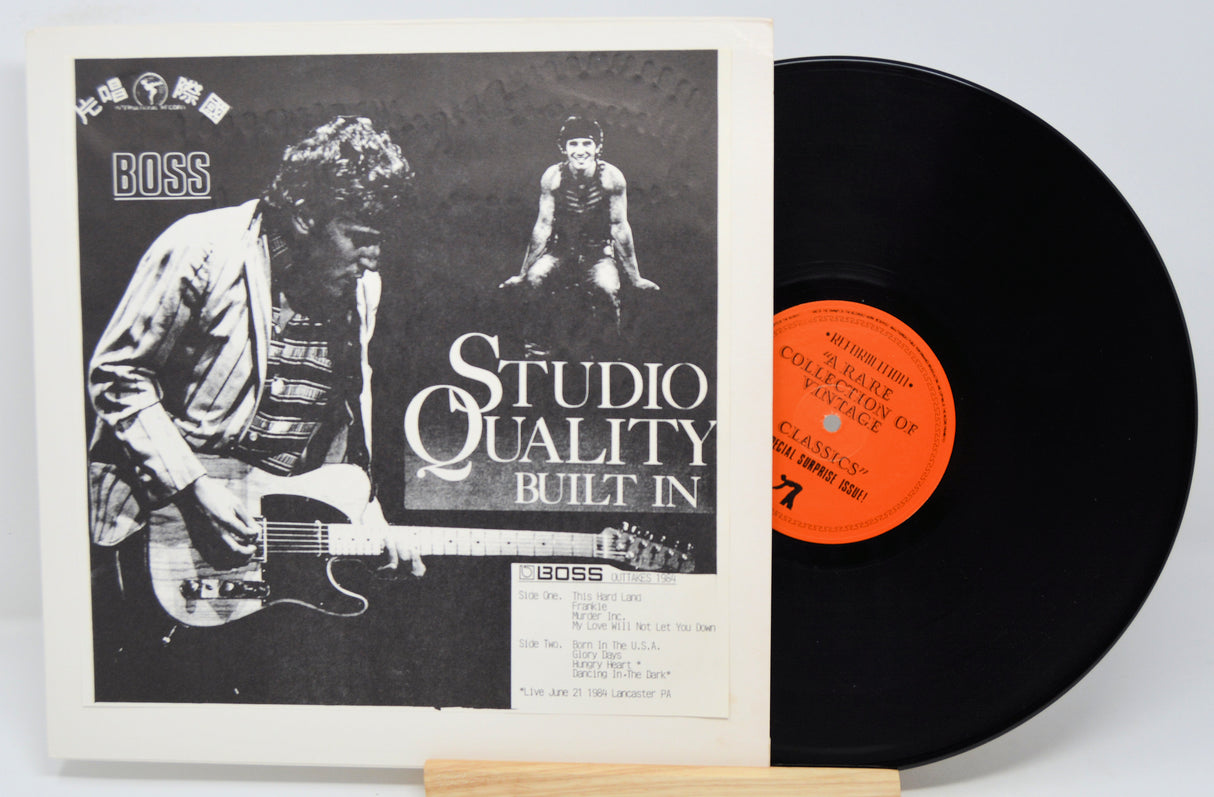 片唱 際國
INTERNATIONAL RECORDS
BOSS
STUDIO
QUALITY
BUILT IN
BOSS OUTTAKES 1984
Side One. This Hard Land
Frankie
Murder Inc.
My Love Will Not Let You Down
Side Two. Born In The U.S.A.
Glory Days
Hungry Heart *
Dancing In The Dark*
*Live June 21 1984 Lancaster PA
"A RARE
COLLECTION OF
VINTAGE
CLASSICS"
SPECIAL SURPRISE ISSUE!